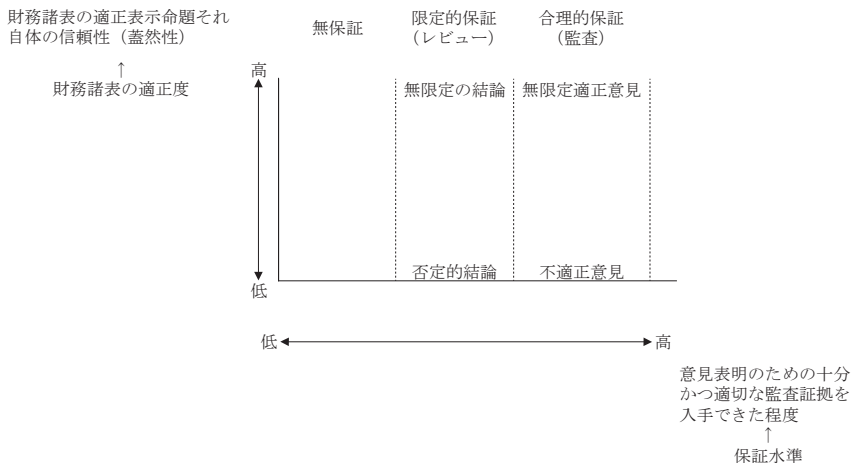 財務諸表の適正表示命題それ
自体の信頼性（蓋然性）
↑
財務諸表の適正度
無保証
限定的保証
（レビュー）
合理的保証
（監査）
高
無限定の結論
無限定適正意見
否定的結論
不適正意見
低
低
高
意見表明のための十分
かつ適切な監査証拠を
入手できた程度
↑
保証水準